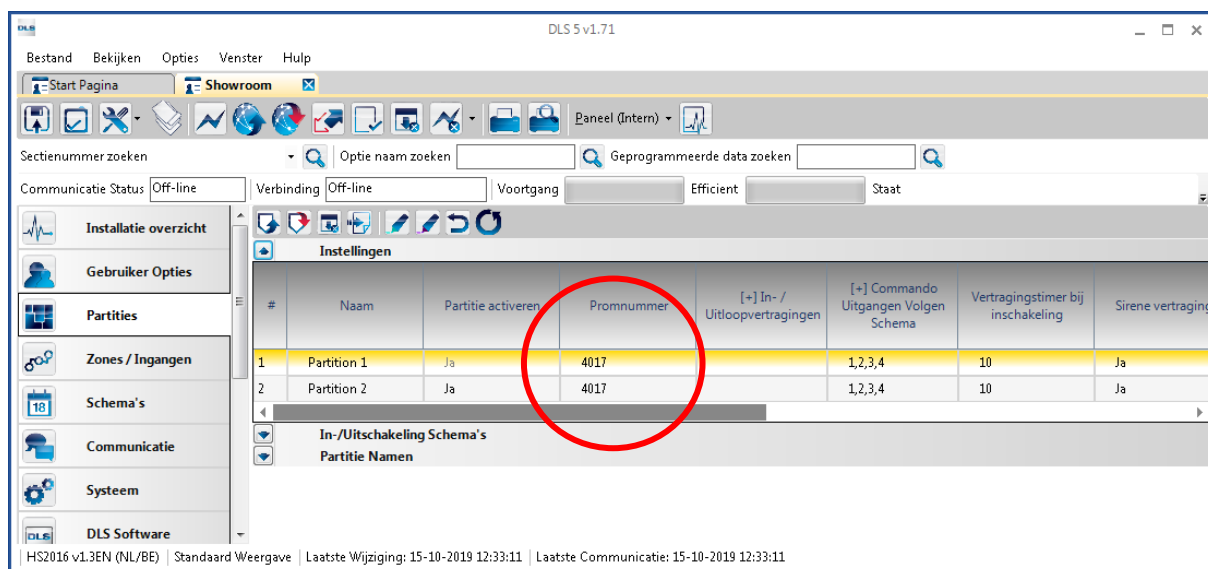 DLS DLS 5 v1.71
Bestand Bekijken Opties Venster Hulp
Start Pagina Showroom
Paneel (Intern)
Sectienummer zoeken Optie naam zoeken Geprogrammeerde data zoeken
Communicatie Status Off-line Verbinding Off-line Voortgang Efficient Staat
Installatie overzicht
Gebruiker Opties
Partities
Zones / Ingangen
18 Schema's
Communicatie
Systeem
DLS DLS Software
Instellingen
# Naam Partitie activeren Promnummer [+] In- / Uitloopvertragingen [+] Commando Uitgangen Volgen Schema Vertragingstimer bij inschakeling Sirene vertraging
1 Partition 1 Ja 4017 1,2,3,4 10 Ja
2 Partition 2 Ja 4017 1,2,3,4 10 Ja
In-/Uitschakeling Schema's
Partitie Namen
HS2016 v1.3EN (NL/BE) Standaard Weergave Laatste Wijziging: 15-10-2019 12:33:11 Laatste Communicatie: 15-10-2019 12:33:11